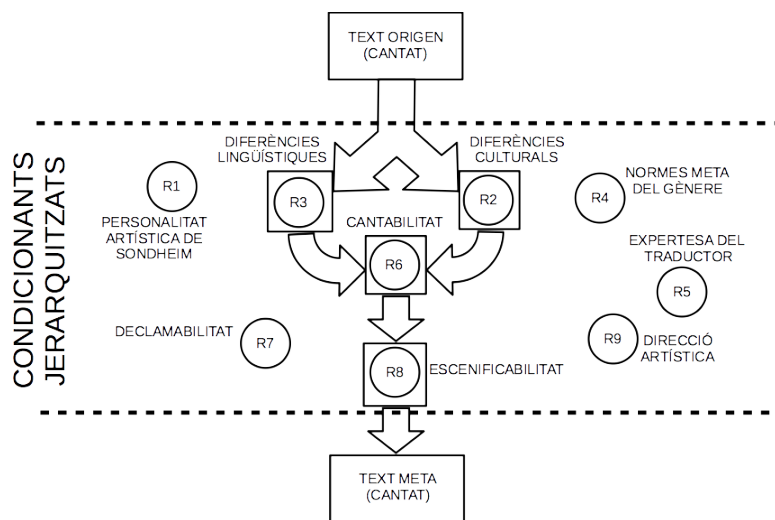 TEXT ORIGEN
(CANTAT)
CONDICIONANTS
JERARQUITZATS
DIFERÈNCIES
LINGÜÍSTIQUES
DIFERÈNCIES
CULTURALS
NORMES META
DEL GÈNERE
R1
R3
R2
R4
PERSONALITAT
ARTÍSTICA DE
SONDHEIM
CANTABILITAT
EXPERTESA DEL
TRADUCTOR
R6
R5
DECLAMABILITAT
R7
R9
DIRECCIÓ
ARTÍSTICA
R8
ESCENIFICABILITAT
TEXT META
(CANTAT)